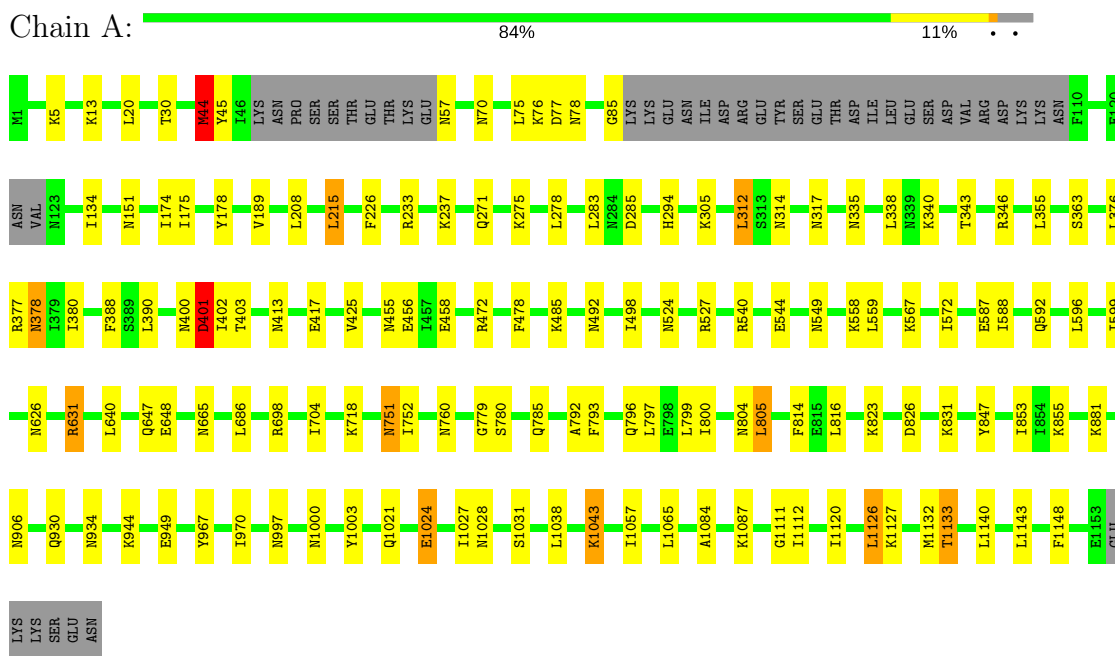 Chain A:
84% 11% • •
M1 K5 K13 L20 T30 M44 Y45 I46 LYS ASN PRO SER SER THR GLU THR LYS GLU N57 N70 L75 K76 D77 N78 G85 LYS LYS GLU ASN ILE ASP ARG GLU TYR SER GLU THR ASP ILE LEU GLU SER ASP VAL ARG ASP LYS LYS ASN F110
ASN VAL N123 I134 N151 I174 I175 Y178 V189 L208 L215 F226 R233 K237 Q271 K275 L278 L283 N284 D285 H294 K305 L312 S313 N314 N317 N335 L338 N339 K340 T343 R346 L355 S363
R377 N378 I379 I380 F388 S389 L390 N400 D401 I402 T403 N413 E417 V425 N455 E456 I457 E458 R472 F478 K485 N492 I498 N524 R527 R540 E544 N549 K558 L559 K567 I572 E587 I588 Q592 L596
N626 R631 L640 Q647 E648 N665 L686 R698 I704 K718 N751 I752 N760 G779 S780 Q785 A792 F793 Q796 L797 E798 L799 I800 N804 L805 F814 E815 L816 K823 D826 K831 Y847 I853 I854 K855 K881
N906 Q930 N934 K944 E949 Y967 I970 N997 N1000 Y1003 Q1021 E1024 I1027 N1028 S1031 L1038 K1043 I1057 L1065 A1084 K1087 G1111 I1112 I1120 L1126 K1127 M1132 T1133 L1140 L1143 F1148 E1153 GLU
LYS LYS SER GLU ASN